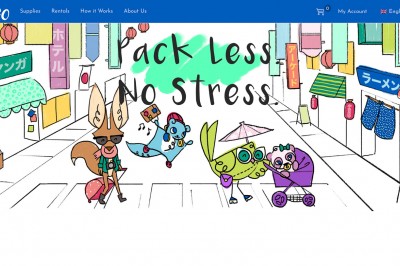 Supplies Rentals How it Works About Us 0 My Account
Pack Less.
No Stress.
ホテル
マンガ
ラーメン